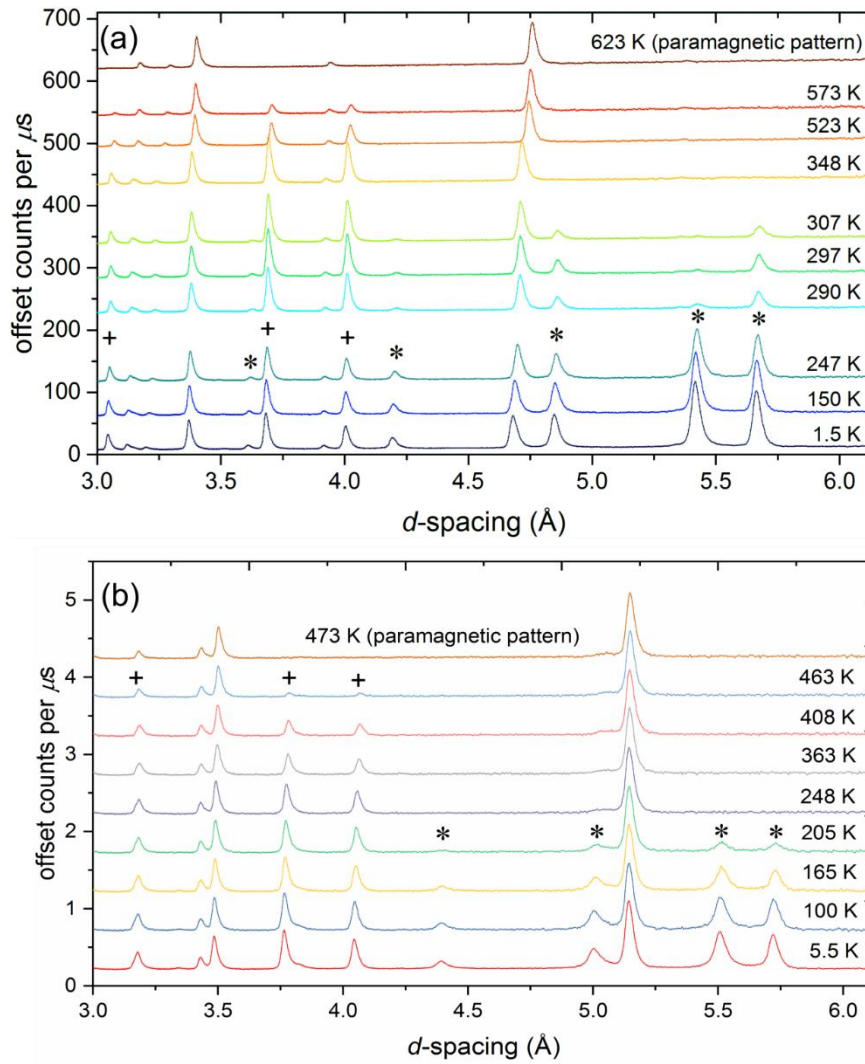 (a)
offset counts per μs
700
600
500
400
300
200
100
0
623 K (paramagnetic pattern)
573 K
523 K
348 K
307 K
297 K
290 K
+ * + + * * * *
247 K
150 K
1.5 K
3.0 3.5 4.0 4.5 5.0 5.5 6.0
d-spacing (Å)
(b)
offset counts per μs
5
4
3
2
1
0
473 K (paramagnetic pattern)
+ + +
463 K
408 K
363 K
248 K
* * * *
205 K
165 K
100 K
5.5 K
3.0 3.5 4.0 4.5 5.0 5.5 6.0
d-spacing (Å)